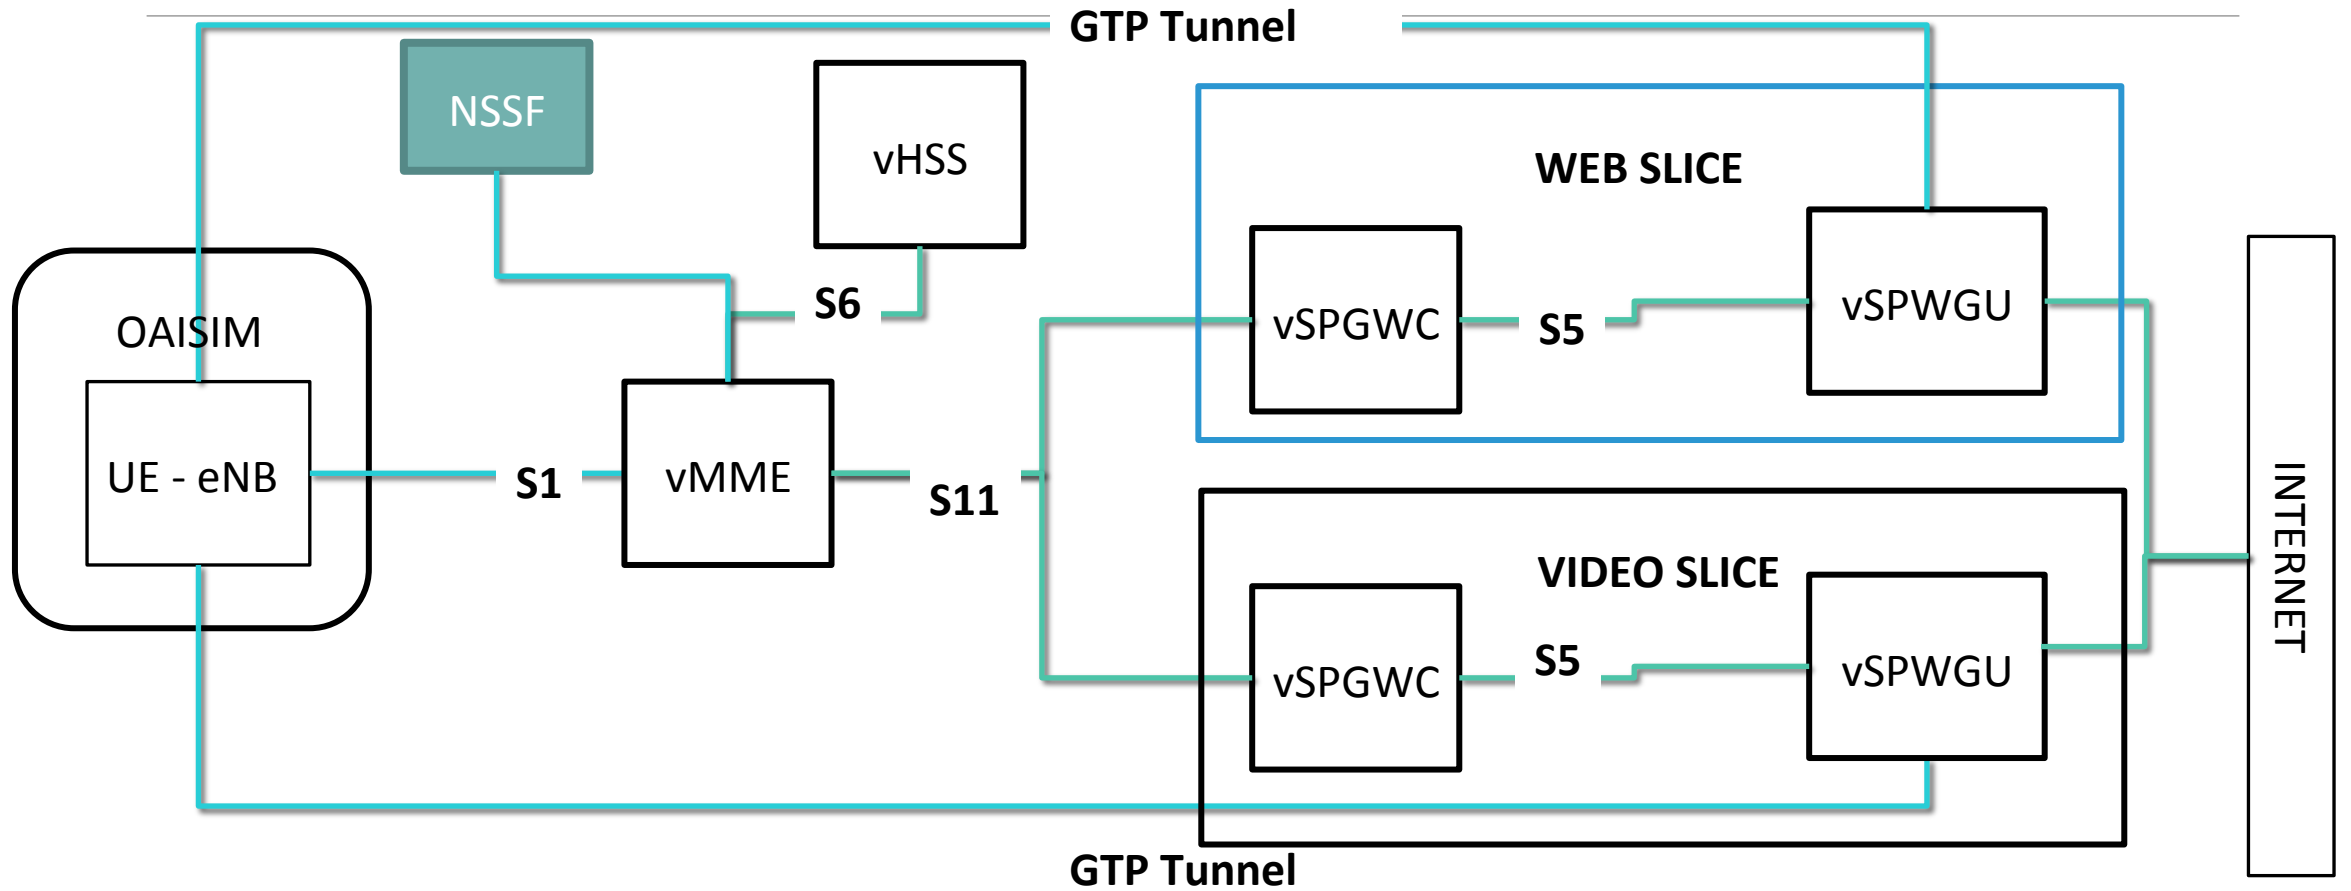 GTP Tunnel
NSSF
vHSS
WEB SLICE
OAISIM
S6
vSPGWC
S5
vSPWGU
UE - eNB
S1
vMME
S11
INTERNET
VIDEO SLICE
vSPGWC
S5
vSPWGU
GTP Tunnel